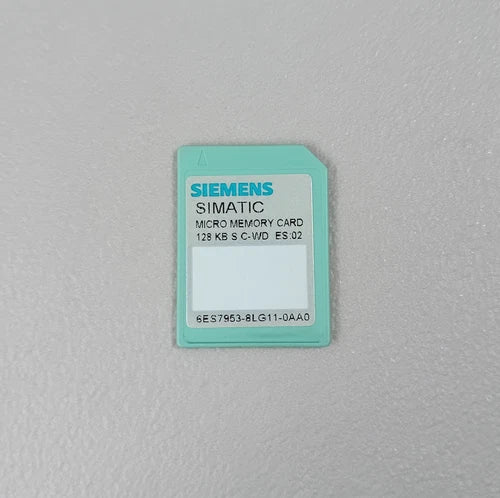 SIEMENS
SIMATIC
MICRO MEMORY CARD
128 KB S C-WD ES:02
6ES7953-8LG11-0AA0